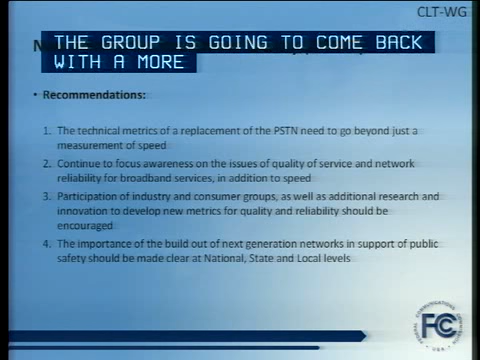 CLT-WG
THE GROUP IS GOING TO COME BACK
WITH A MORE
• Recommendations:
1. The technical metrics of a replacement of the PSTN need to go beyond just a
measurement of speed
2. Continue to focus awareness on the issues of quality of service and network
reliability for broadband services, in addition to speed
3. Participation of industry and consumer groups, as well as additional research and
innovation to develop new metrics for quality and reliability should be
encouraged
4. The importance of the build out of next generation networks in support of public
safety should be made clear at National, State and Local levels
FEDERAL COMMUNICATIONS COMMISSION
FCC
USA